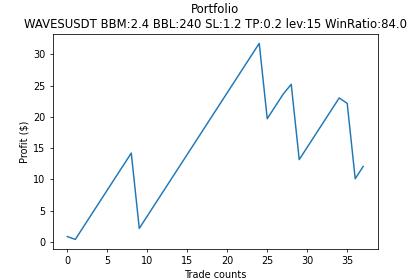 Portfolio
WAVESUSDT BBM:2.4 BBL:240 SL:1.2 TP:0.2 lev:15 WinRatio:84.0
30
25
20
15
10
5
0
Profit ($)
0 5 10 15 20 25 30 35
Trade counts